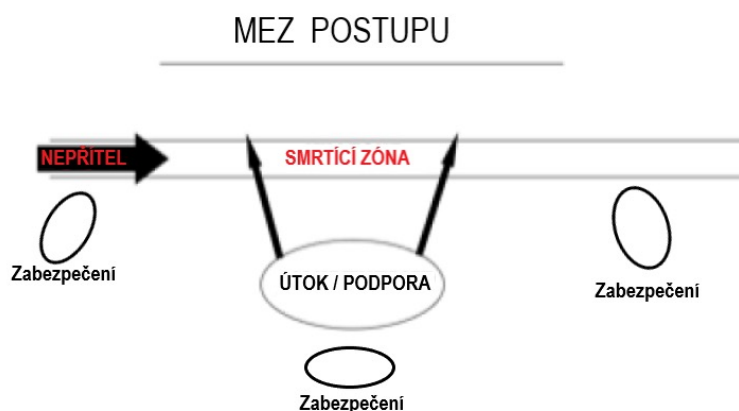 MEZ POSTUPU
NEPŘÍTEL
SMRTÍCÍ ZÓNA
Zabezpečení
ÚTOK / PODPORA
Zabezpečení
Zabezpečení